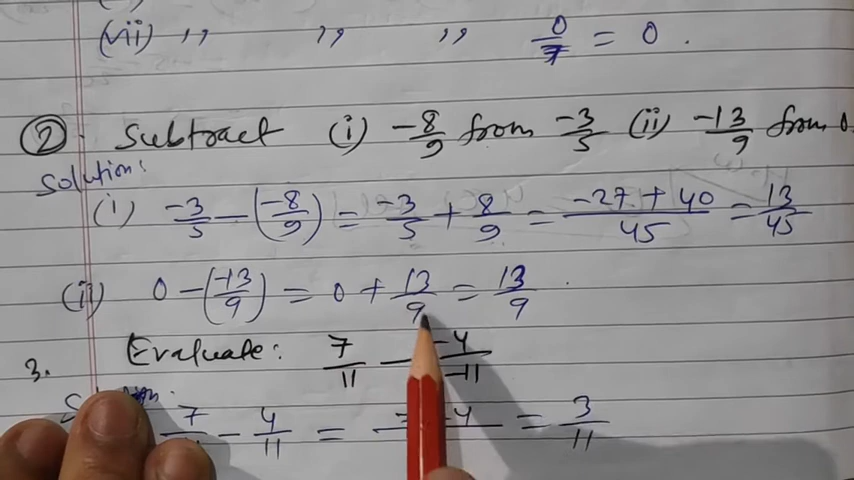 (vii) ,, ,, ,, 0/7 = 0 .
② . Subtract (i) -8/9 from -3/5 (ii) -13/9 from 0.
Solution:
(i) -3/5 - (-8/9) = -3/5 + 8/9 = -27 + 40/45 = 13/45
(ii) 0 - (-13/9) = 0 + 13/9 = 13/9
3. Evaluate: 7/11 - -4/-11
7/11 - 4/11 = -4 = 3/11